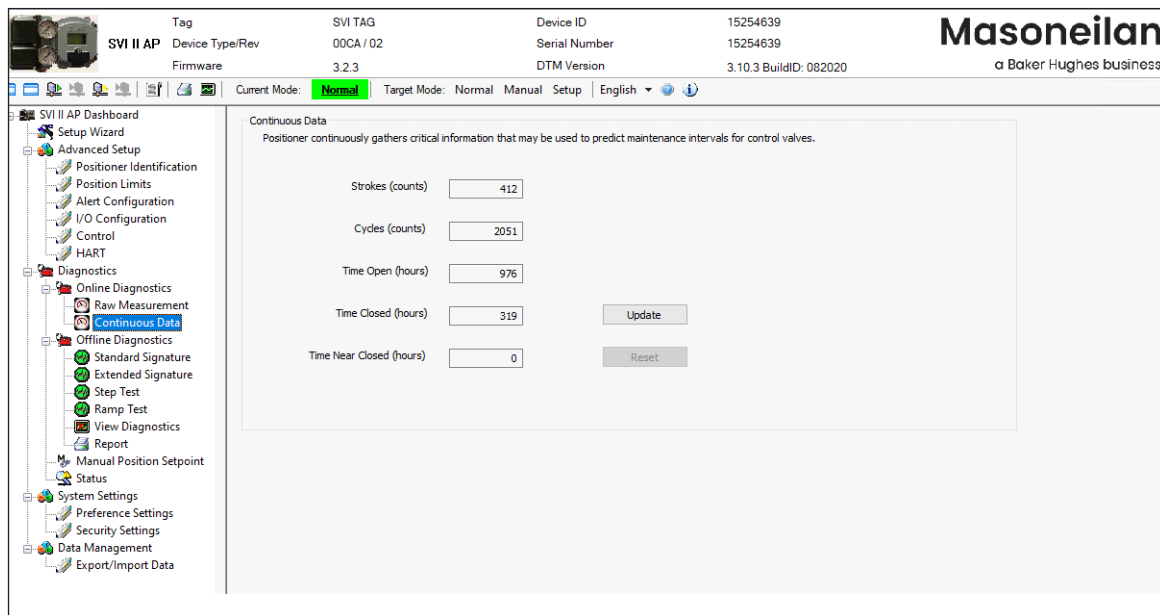 Tag SVI TAG Device ID 15254639
SVI II AP Device Type/Rev 00CA / 02 Serial Number 15254639
Firmware 3.2.3 DTM Version 3.10.3 BuildID: 082020
Masoneilan
a Baker Hughes business
Current Mode: Normal Target Mode: Normal Manual Setup English
SVI II AP Dashboard
Setup Wizard
Advanced Setup
Positioner Identification
Position Limits
Alert Configuration
I/O Configuration
Control
HART
Diagnostics
Online Diagnostics
Raw Measurement
Continuous Data
Offline Diagnostics
Standard Signature
Extended Signature
Step Test
Ramp Test
View Diagnostics
Report
Manual Position Setpoint
Status
System Settings
Preference Settings
Security Settings
Data Management
Export/Import Data
Continuous Data
Positioner continuously gathers critical information that may be used to predict maintenance intervals for control valves.
Strokes (counts) 412
Cycles (counts) 2051
Time Open (hours) 976
Time Closed (hours) 319 Update
Time Near Closed (hours) 0 Reset